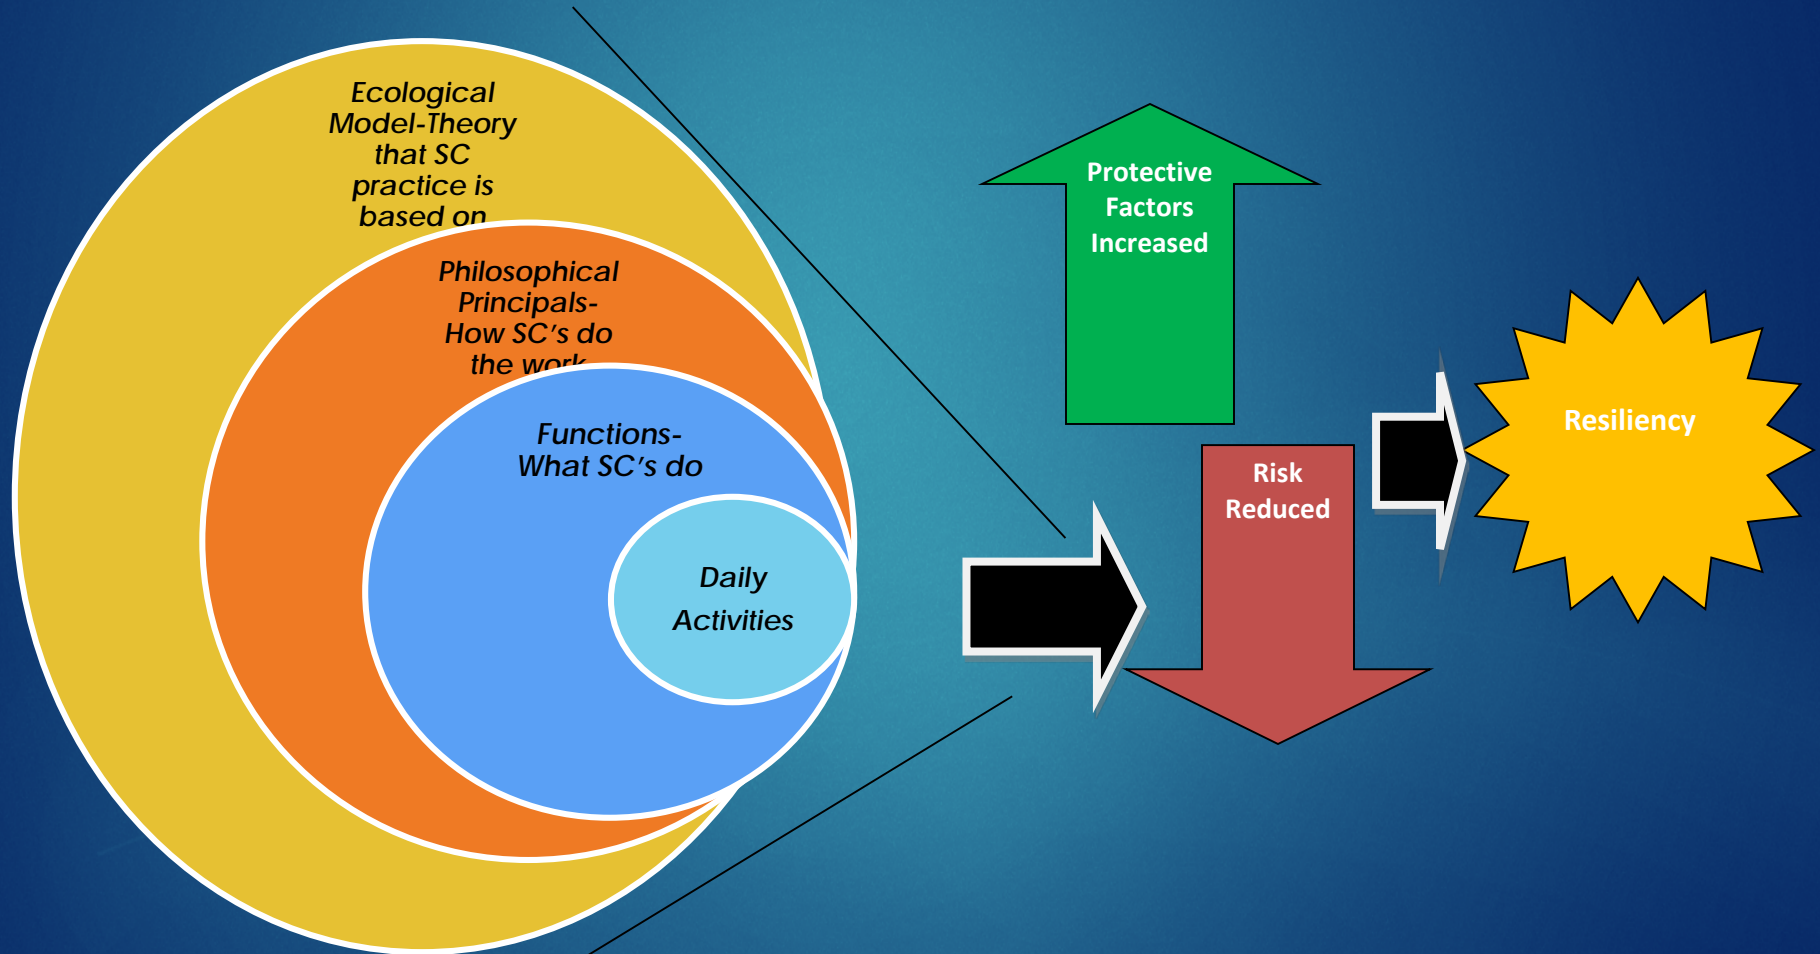 Ecological
Model-Theory
that SC
practice is
based on
Philosophical
Principals-
How SC's do
the work
Functions-
What SC's do
Daily
Activities
Protective
Factors
Increased
Risk
Reduced
Resiliency